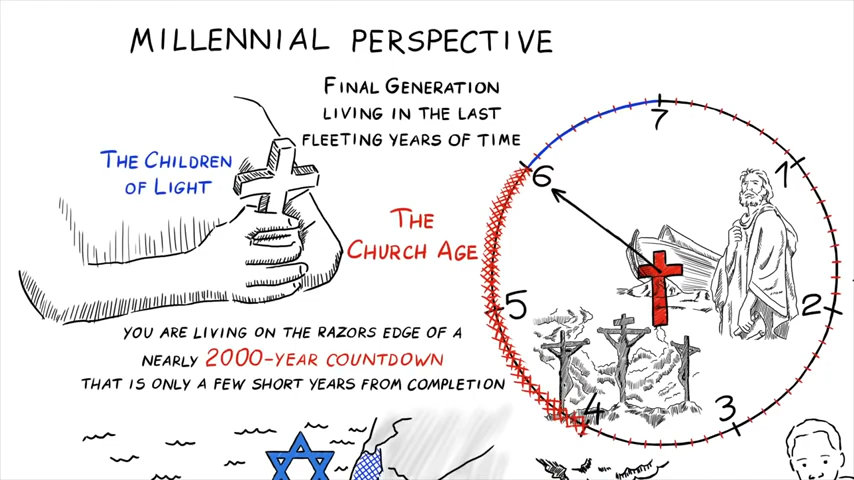 MILLENNIAL PERSPECTIVE
FINAL GENERATION
LIVING IN THE LAST
FLEETING YEARS OF TIME
THE CHILDREN
OF LIGHT
THE
CHURCH AGE
YOU ARE LIVING ON THE RAZORS EDGE OF A
NEARLY 2000-YEAR COUNTDOWN
THAT IS ONLY A FEW SHORT YEARS FROM COMPLETION
7
1
2
3
4
5
6